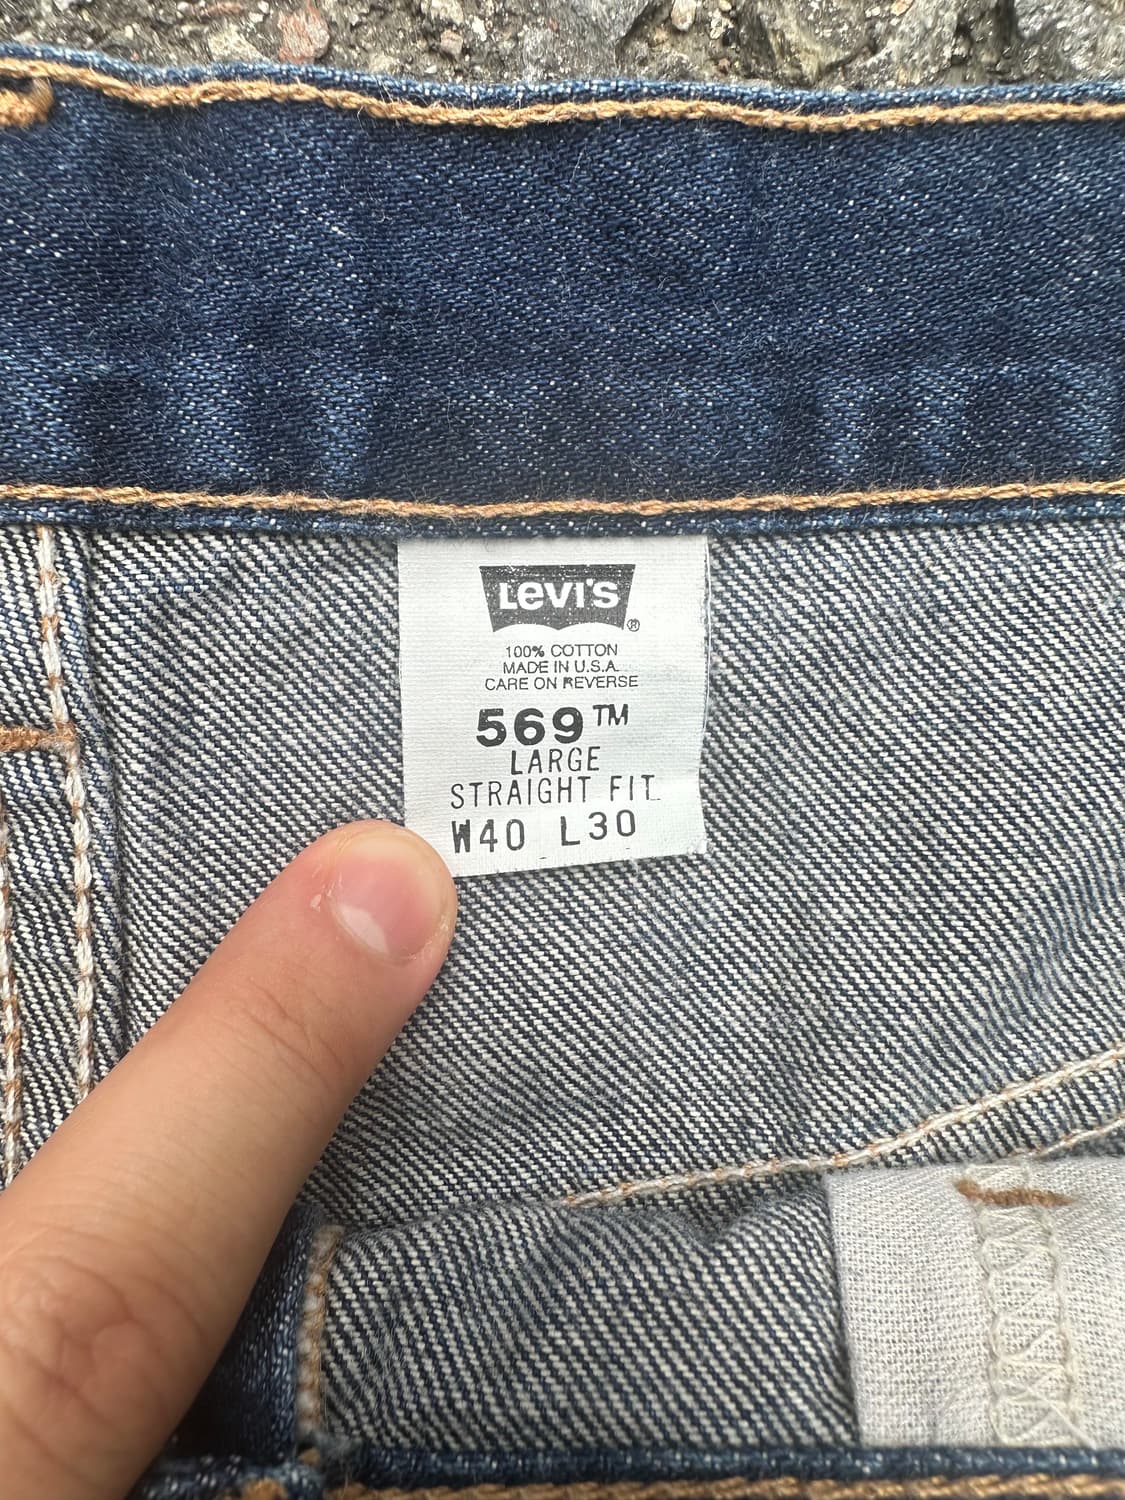 LEVI'S ®
100% COTTON
MADE IN U.S.A.
CARE ON REVERSE
569™
LARGE
STRAIGHT FIT
W40 L30